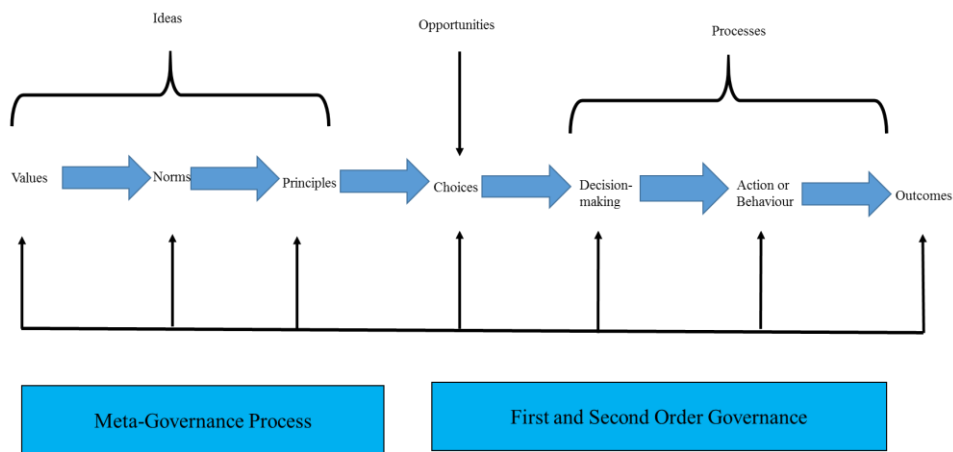 Ideas
Opportunities
Processes
Values
Norms
Principles
Choices
Decision-
making
Action or
Behaviour
Outcomes
Meta-Governance Process
First and Second Order Governance